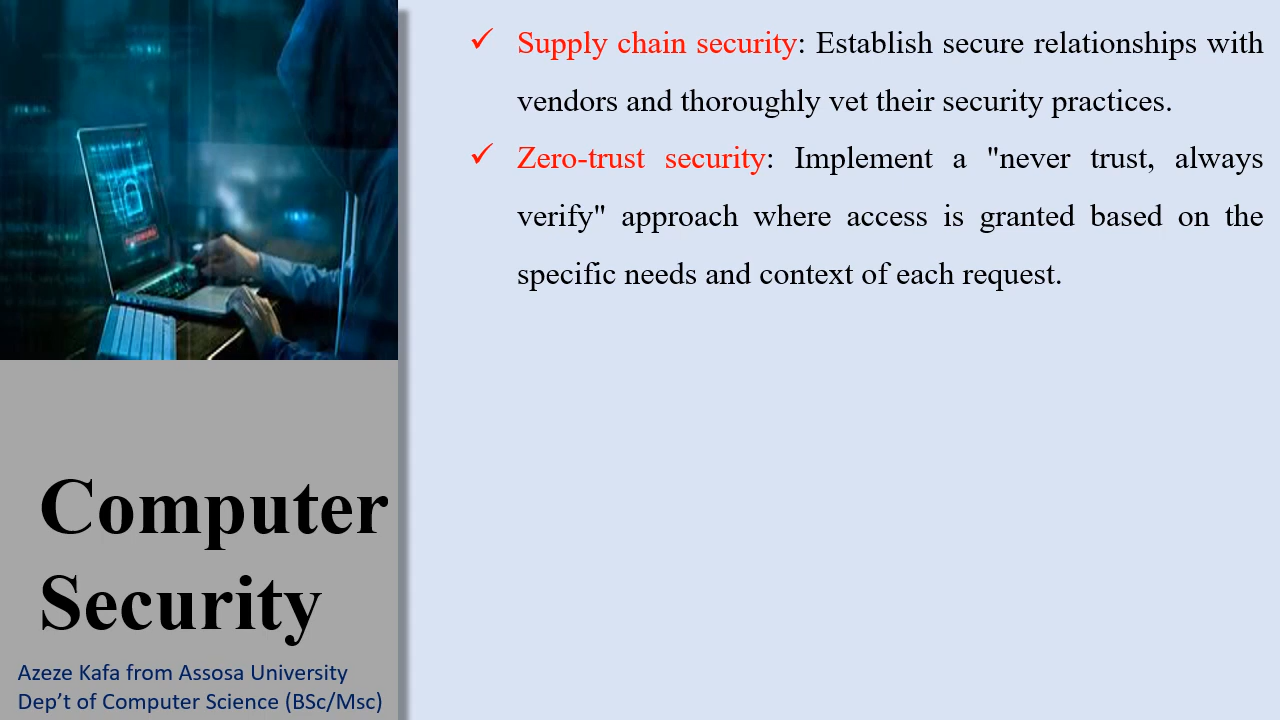 ✓ Supply chain security: Establish secure relationships with
vendors and thoroughly vet their security practices.
✓ Zero-trust security: Implement a "never trust, always
verify" approach where access is granted based on the
specific needs and context of each request.
Computer
Security
Azeze Kafa from Assosa University
Dep’t of Computer Science (BSc/Msc)